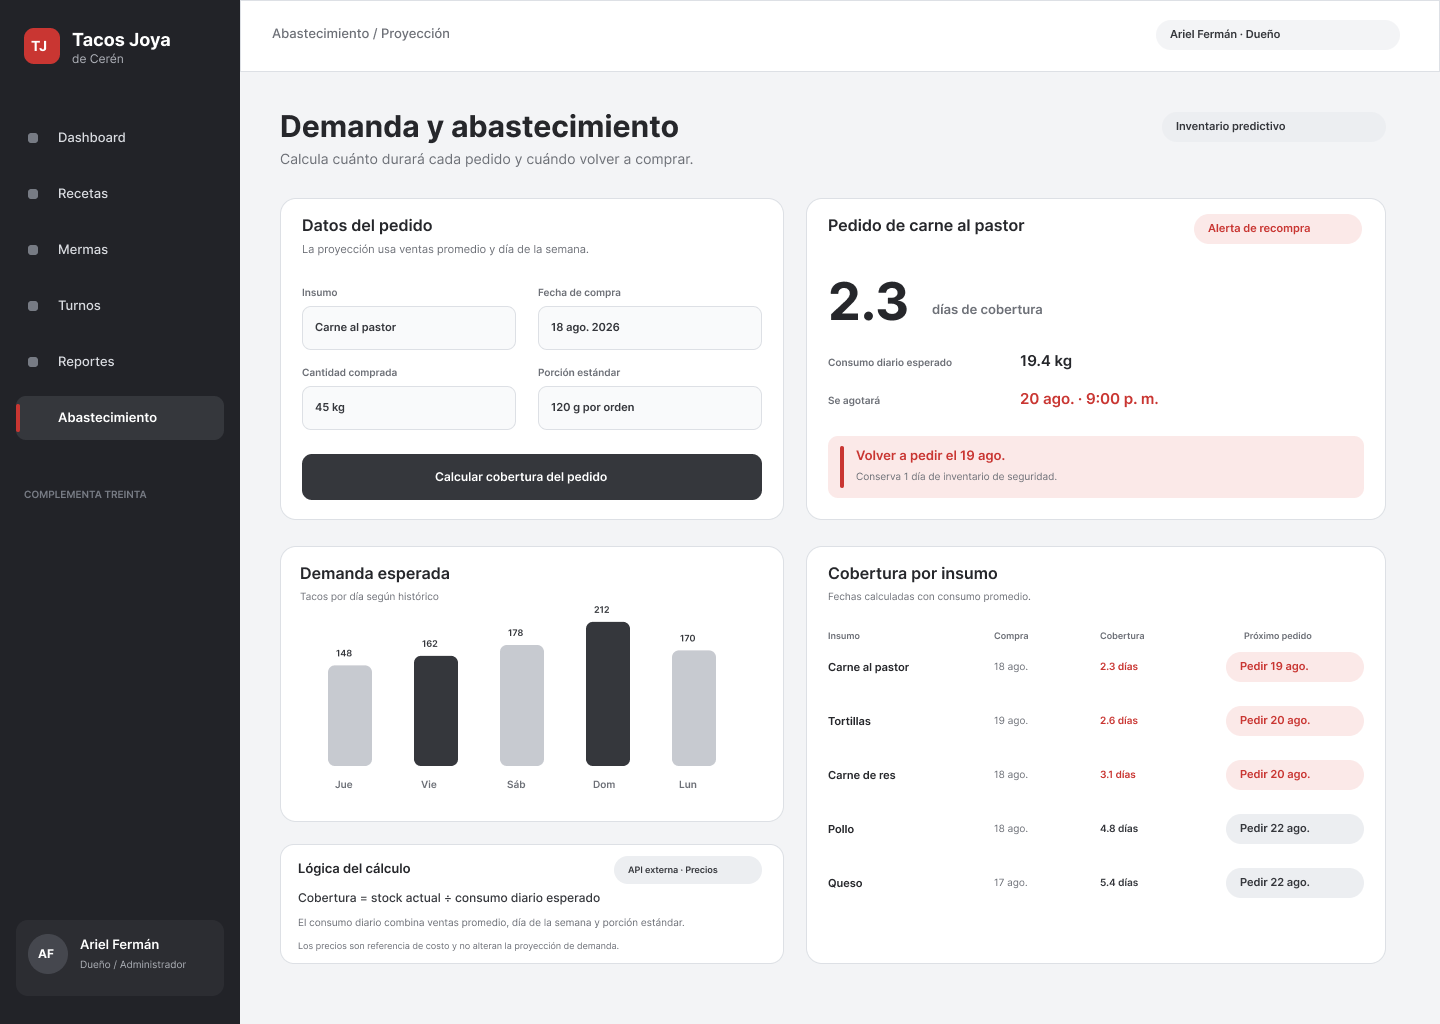 TJ
Tacos Joya
de Cerén
Dashboard
Recetas
Mermas
Turnos
Reportes
Abastecimiento
COMPLEMENTA TREINTA
AF
Ariel Fermán
Dueño / Administrador
Abastecimiento / Proyección
Ariel Fermán · Dueño
Demanda y abastecimiento
Calcula cuánto durará cada pedido y cuándo volver a comprar.
Inventario predictivo
Datos del pedido
La proyección usa ventas promedio y día de la semana.
Insumo
Fecha de compra
Carne al pastor
18 ago. 2026
Cantidad comprada
Porción estándar
45 kg
120 g por orden
Calcular cobertura del pedido
Pedido de carne al pastor
Alerta de recompra
2.3 días de cobertura
Consumo diario esperado 19.4 kg
Se agotará 20 ago. · 9:00 p. m.
Volver a pedir el 19 ago.
Conserva 1 día de inventario de seguridad.
Demanda esperada
Tacos por día según histórico
148
162
178
212
170
Jue
Vie
Sáb
Dom
Lun
Lógica del cálculo
API externa · Precios
Cobertura = stock actual ÷ consumo diario esperado
El consumo diario combina ventas promedio, día de la semana y porción estándar.
Los precios son referencia de costo y no alteran la proyección de demanda.
Cobertura por insumo
Fechas calculadas con consumo promedio.
Insumo Compra Cobertura Próximo pedido
Carne al pastor 18 ago. 2.3 días Pedir 19 ago.
Tortillas 19 ago. 2.6 días Pedir 20 ago.
Carne de res 18 ago. 3.1 días Pedir 20 ago.
Pollo 18 ago. 4.8 días Pedir 22 ago.
Queso 17 ago. 5.4 días Pedir 22 ago.